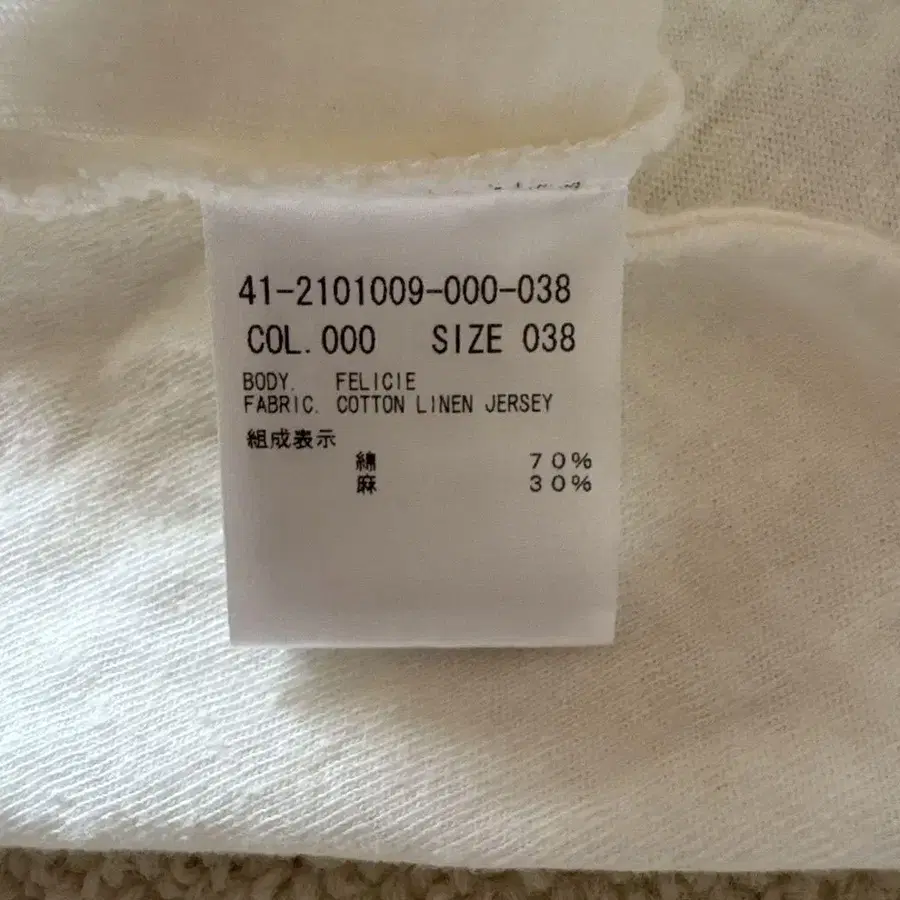 41-2101009-000-038
COL.000 SIZE 038
BODY. FELICIE
FABRIC. COTTON LINEN JERSEY
組成表示
綿 70%
麻 30%